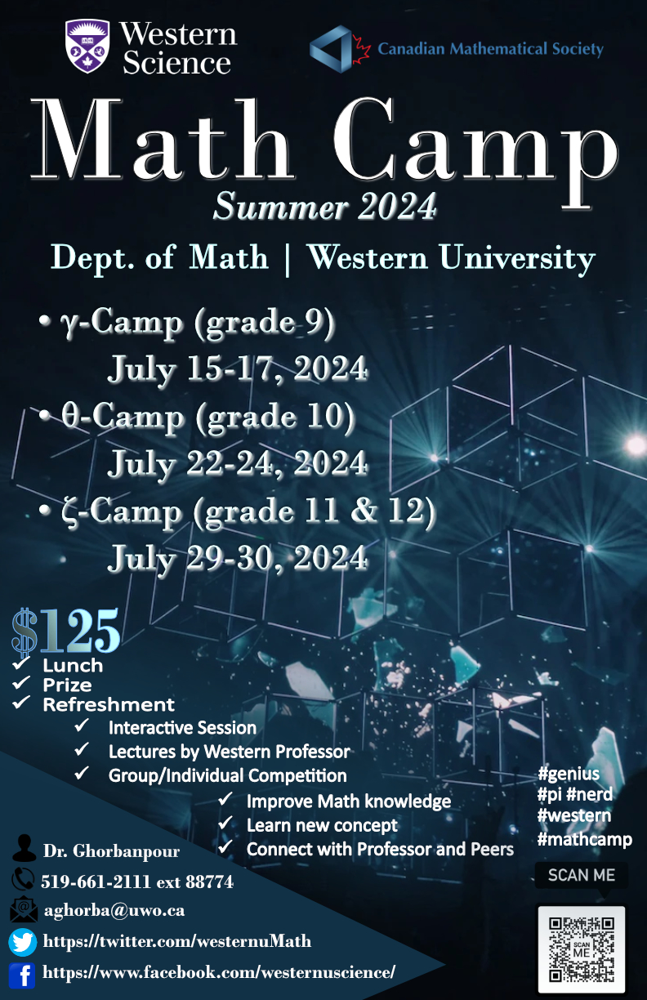 Western
Science
Canadian Mathematical Society
Math Camp
Summer 2024
Dept. of Math | Western University
• γ-Camp (grade 9)
July 15-17, 2024
• θ-Camp (grade 10)
July 22-24, 2024
• ζ-Camp (grade 11 & 12)
July 29-30, 2024
$125
✓ Lunch
✓ Prize
✓ Refreshment
✓ Interactive Session
✓ Lectures by Western Professor
✓ Group/Individual Competition
✓ Improve Math knowledge
✓ Learn new concept
✓ Connect with Professor and Peers
#genius
#pi #nerd
#western
#mathcamp
Dr. Ghorbanpour
519-661-2111 ext 88774
aghorba@uwo.ca
https://twitter.com/westernuMath
https://www.facebook.com/westernuscience/
SCAN ME
SCAN
ME